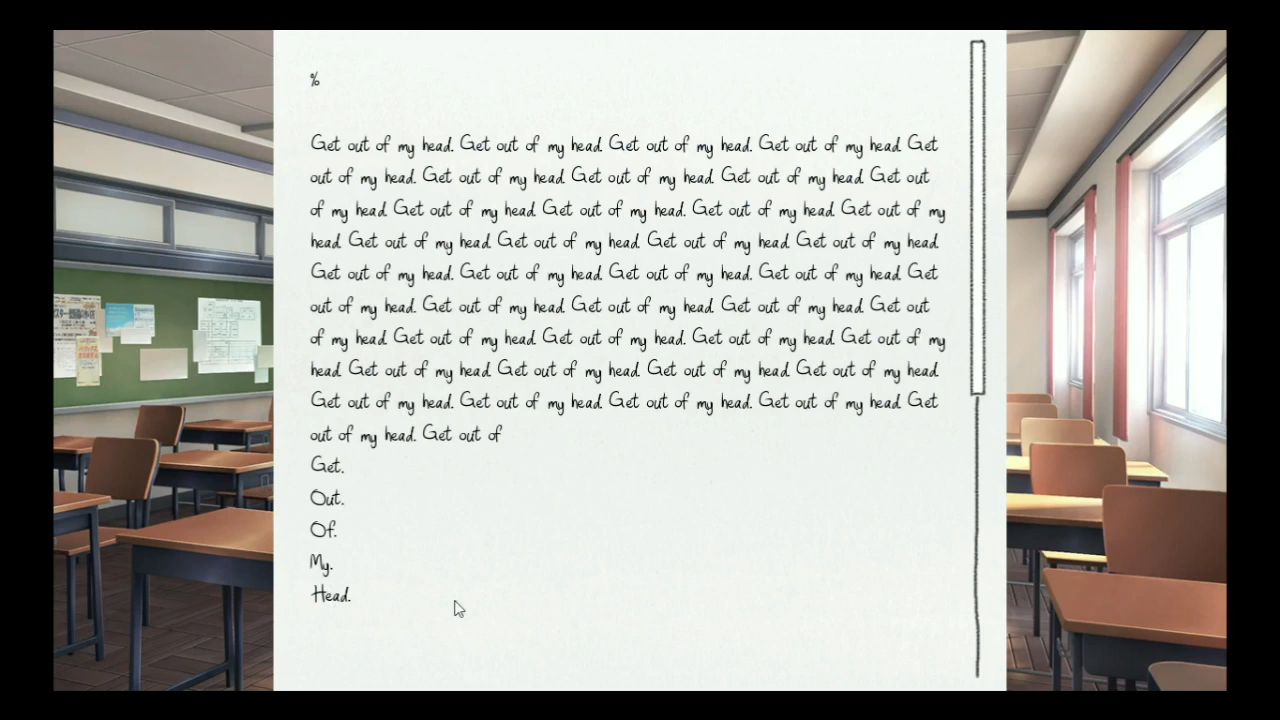 %
Get out of my head. Get out of my head. Get out of my head. Get out of my head. Get
out of my head. Get out of my head. Get out of my head. Get out of my head. Get out
of my head. Get out of my head. Get out of my head. Get out of my head. Get out of my
head. Get out of my head. Get out of my head. Get out of my head. Get out of my head.
Get out of my head. Get out of my head. Get out of my head. Get out of my head. Get
out of my head. Get out of my head. Get out of my head. Get out of my head. Get out
of my head. Get out of my head. Get out of my head. Get out of my head. Get out of my
head. Get out of my head. Get out of my head. Get out of my head. Get out of my head.
Get out of my head. Get out of my head. Get out of my head. Get out of my head. Get
out of my head. Get out of
Get.
Out.
Of.
My.
Head.